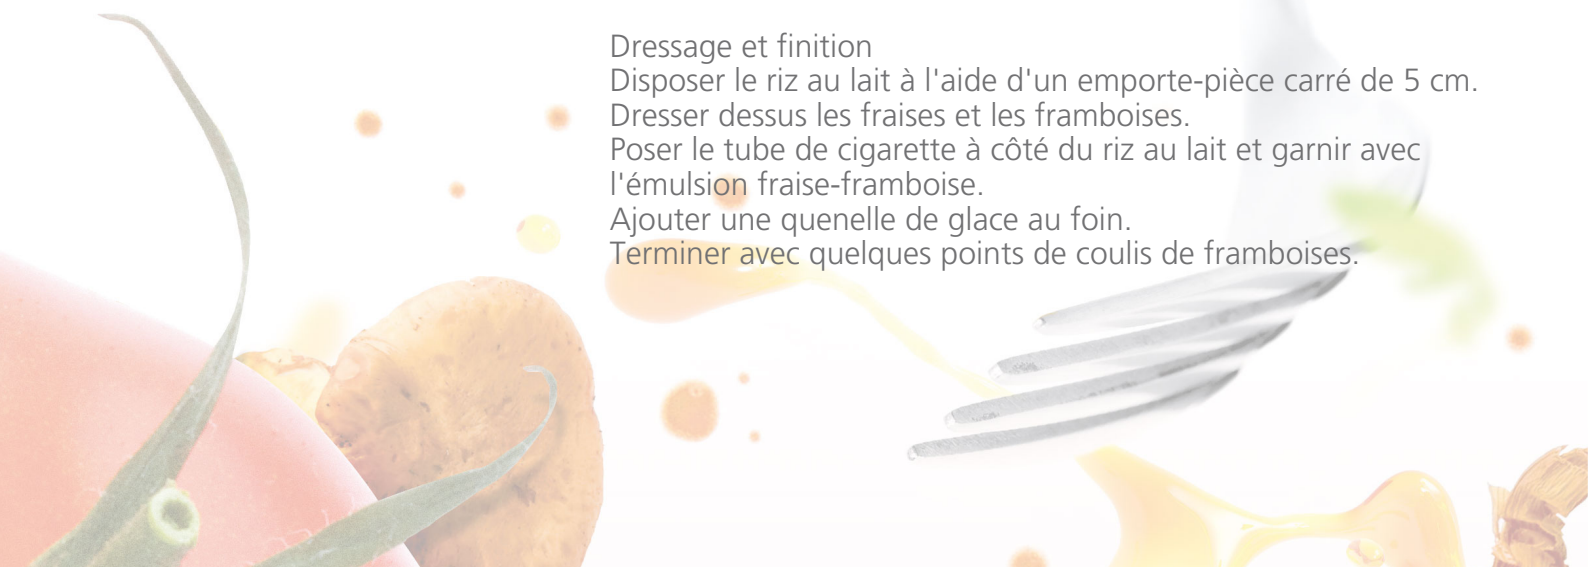 Dressage et finition
Disposer le riz au lait à l'aide d'un emporte-pièce carré de 5 cm.
Dresser dessus les fraises et les framboises.
Poser le tube de cigarette à côté du riz au lait et garnir avec
l'émulsion fraise-framboise.
Ajouter une quenelle de glace au foin.
Terminer avec quelques points de coulis de framboises.